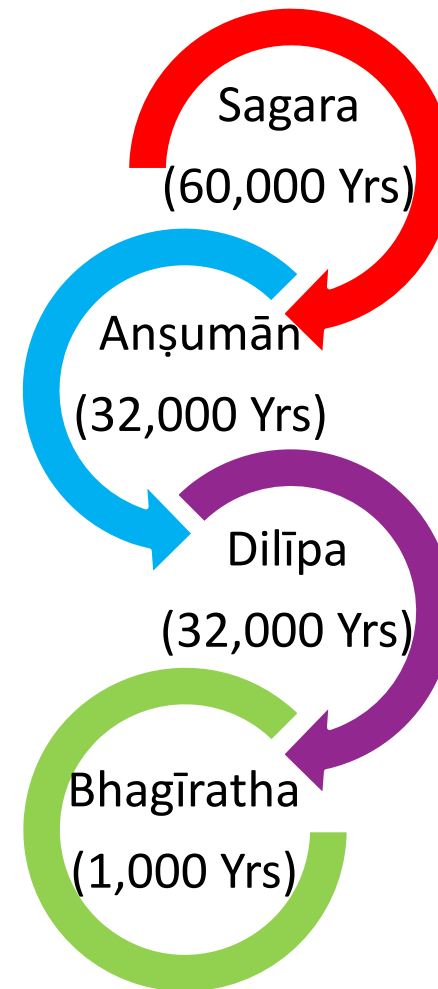 Sagara
(60,000 Yrs)
Anṣumān
(32,000 Yrs)
Dilīpa
(32,000 Yrs)
Bhagīratha
(1,000 Yrs)